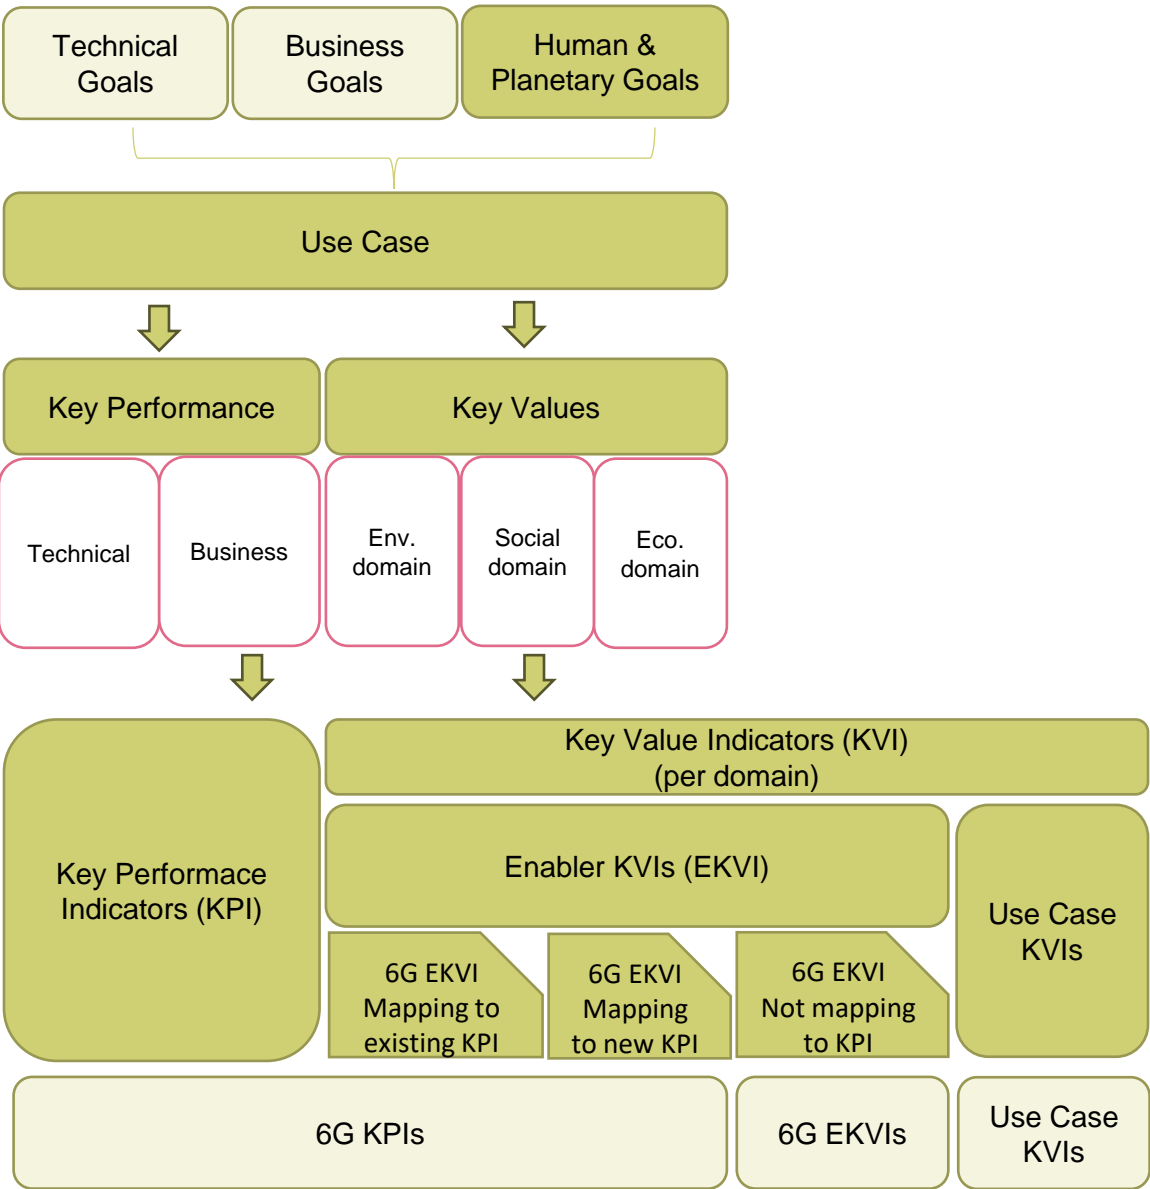 Technical
Goals
Business
Goals
Human &
Planetary Goals
Use Case
Key Performance
Key Values
Technical
Business
Env.
domain
Social
domain
Eco.
domain
Key Performace
Indicators (KPI)
Key Value Indicators (KVI)
(per domain)
Enabler KVIs (EKVI)
Use Case
KVIs
6G EKVI
Mapping to
existing KPI
6G EKVI
Mapping
to new KPI
6G EKVI
Not mapping
to KPI
6G KPIs
6G EKVIs
Use Case
KVIs